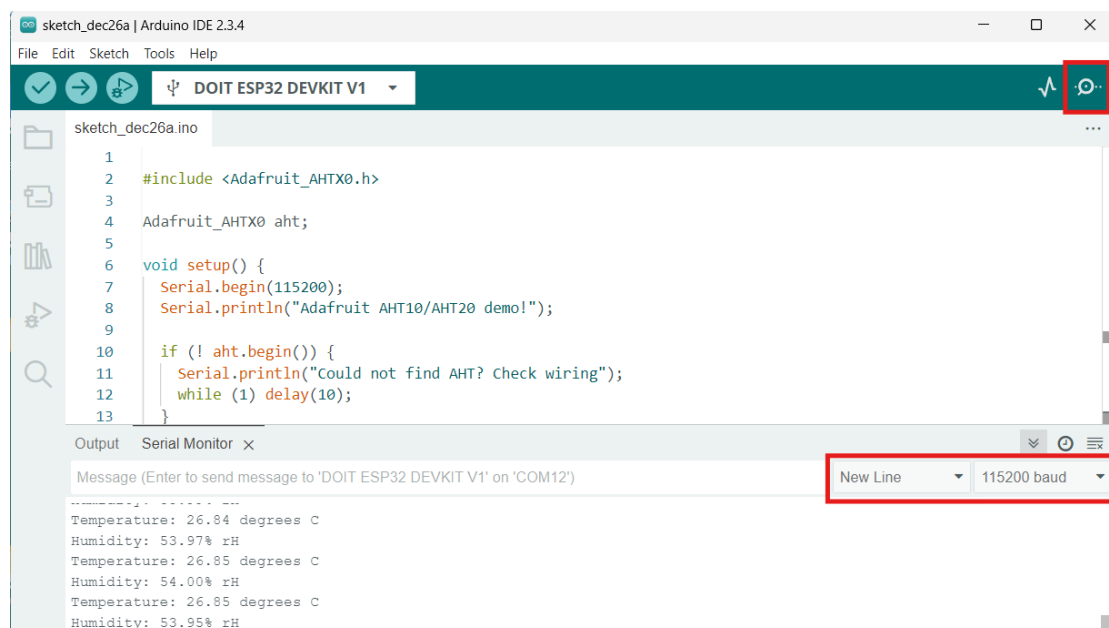 sketch_dec26a | Arduino IDE 2.3.4
File Edit Sketch Tools Help
DOIT ESP32 DEVKIT V1
sketch_dec26a.ino
1
2 #include <Adafruit_AHTX0.h>
3
4 Adafruit_AHTX0 aht;
5
6 void setup() {
7 Serial.begin(115200);
8 Serial.println("Adafruit AHT10/AHT20 demo!");
9
10 if (! aht.begin()) {
11 Serial.println("Could not find AHT? Check wiring");
12 while (1) delay(10);
13 }
Output Serial Monitor
Message (Enter to send message to 'DOIT ESP32 DEVKIT V1' on 'COM12') New Line 115200 baud
Temperature: 26.84 degrees C
Humidity: 53.97% rH
Temperature: 26.85 degrees C
Humidity: 54.00% rH
Temperature: 26.85 degrees C
Humidity: 53.95% rH